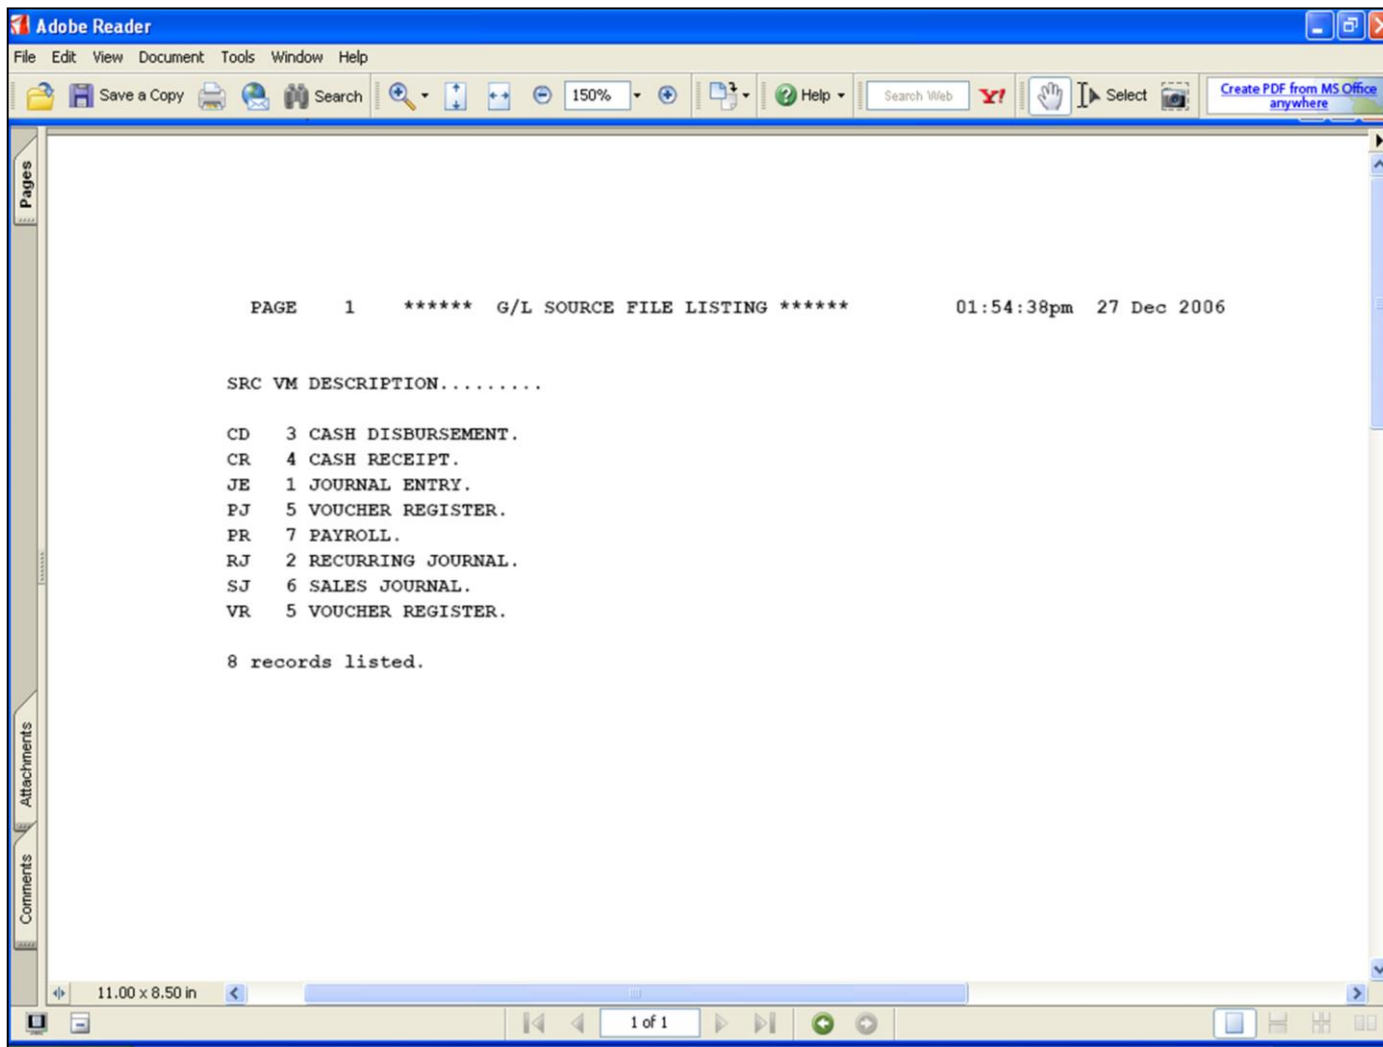 Adobe Reader
File Edit View Document Tools Window Help
Save a Copy Search 150% Help Search Web Y! Select Create PDF from MS Office
anywhere
Pages
PAGE 1 ****** G/L SOURCE FILE LISTING ****** 01:54:38pm 27 Dec 2006
SRC VM DESCRIPTION.........
CD 3 CASH DISBURSEMENT.
CR 4 CASH RECEIPT.
JE 1 JOURNAL ENTRY.
PJ 5 VOUCHER REGISTER.
PR 7 PAYROLL.
RJ 2 RECURRING JOURNAL.
SJ 6 SALES JOURNAL.
VR 5 VOUCHER REGISTER.
8 records listed.
Attachments
Comments
11.00 x 8.50 in
1 of 1